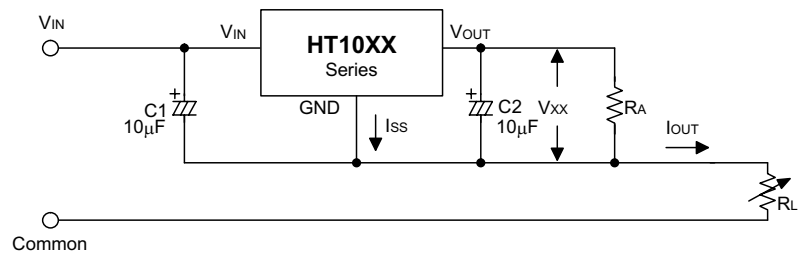 VIN
VIN
HT10XX
Series
VOUT
GND
C1
10μF
ISS
C2
10μF
VXX
RA
IOUT
RL
Common